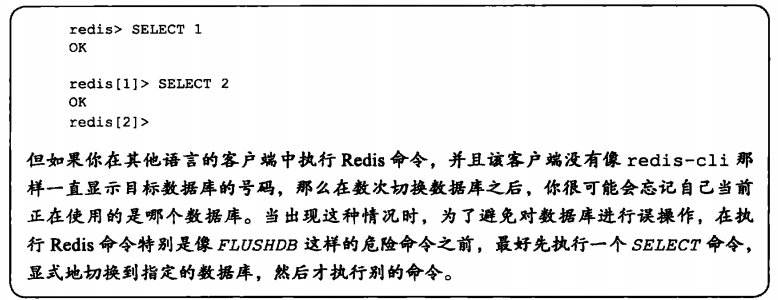 redis> SELECT 1
OK
redis[1]> SELECT 2
OK
redis[2]>
但如果你在其他语言的客户端中执行 Redis 命令，并且该客户端没有像 redis-cli 那
样一直显示目标数据库的号码，那么在数次切换数据库之后，你很可能会忘记自己当前
正在使用的是哪个数据库。当出现这种情况时，为了避免对数据库进行误操作，在执
行 Redis 命令特别是像 FLUSHDB 这样的危险命令之前，最好先执行一个 SELECT 命令，
显式地切换到指定的数据库，然后才执行别的命令。